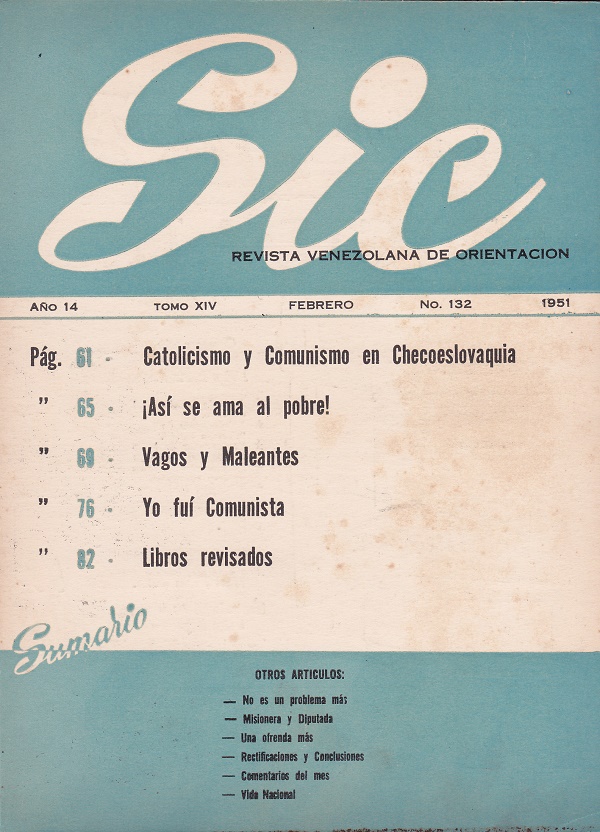 Sic
REVISTA VENEZOLANA DE ORIENTACION
AÑO 14 TOMO XIV FEBRERO No. 132 1951
Pág. 61 - Catolicismo y Comunismo en Checoeslovaquia
” 65 - ¡Así se ama al pobre!
” 69 - Vagos y Maleantes
” 76 - Yo fuí Comunista
” 82 - Libros revisados
Sumario
OTROS ARTICULOS:
— No es un problema más
— Misionera y Diputada
— Una ofrenda más
— Rectificaciones y Conclusiones
— Comentarios del mes
— Vida Nacional